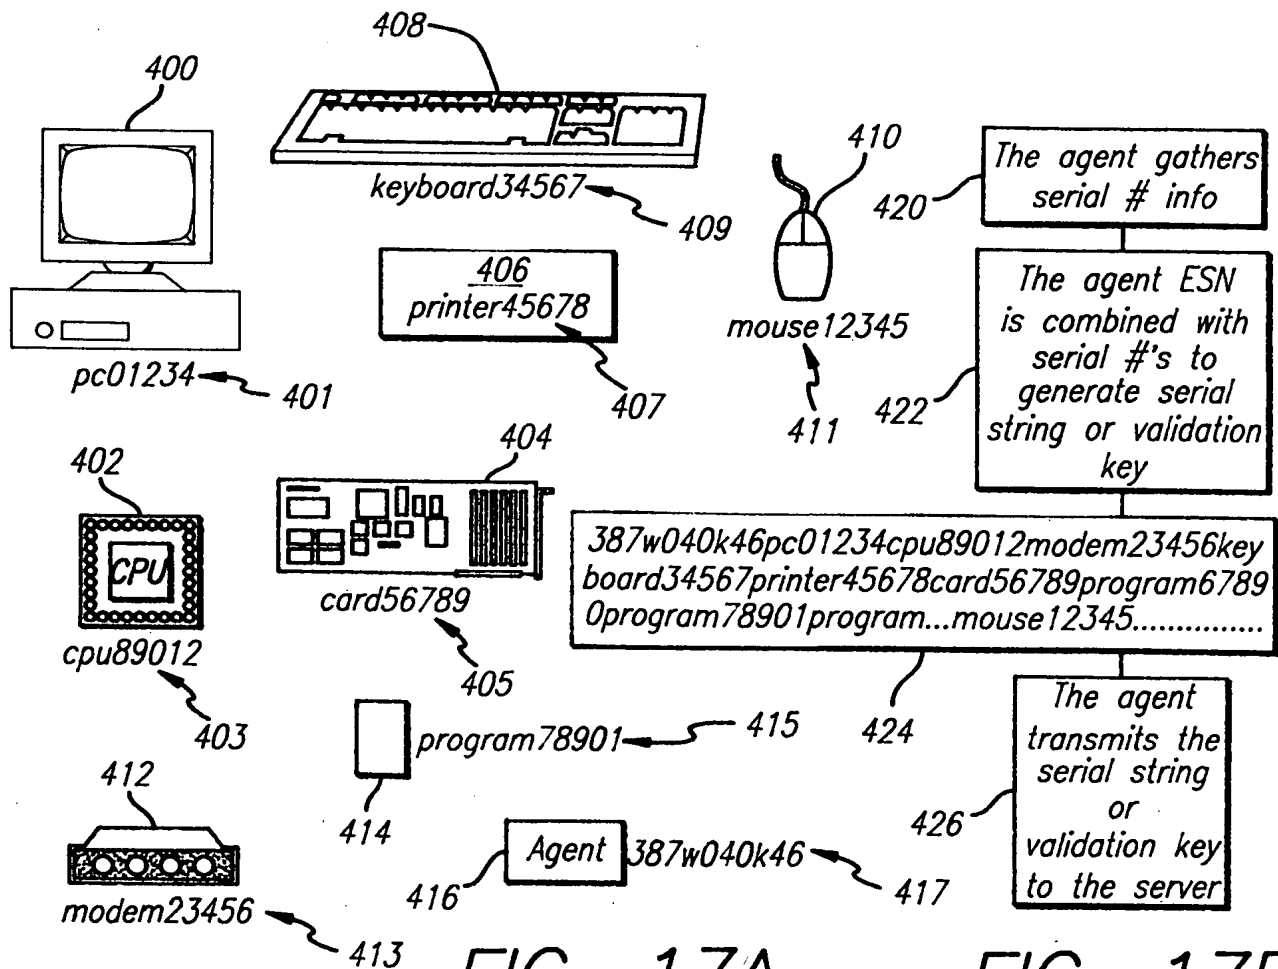 408
400
keyboard34567
409
406
printer45678
407
pc01234
401
410
mouse12345
411
402
CPU
cpu89012
403
404
card56789
405
412
modem23456
413
program78901
415
414
Agent
387w040k46
416
417
The agent gathers
serial # info
420
The agent ESN
is combined with
serial #'s to
generate serial
string or validation
key
422
387w040k46pc01234cpu89012modem23456key
board34567printer45678card56789program6789
0program78901program...mouse12345...............
424
The agent
transmits the
serial string
or
validation key
to the server
426
FIG. 17A